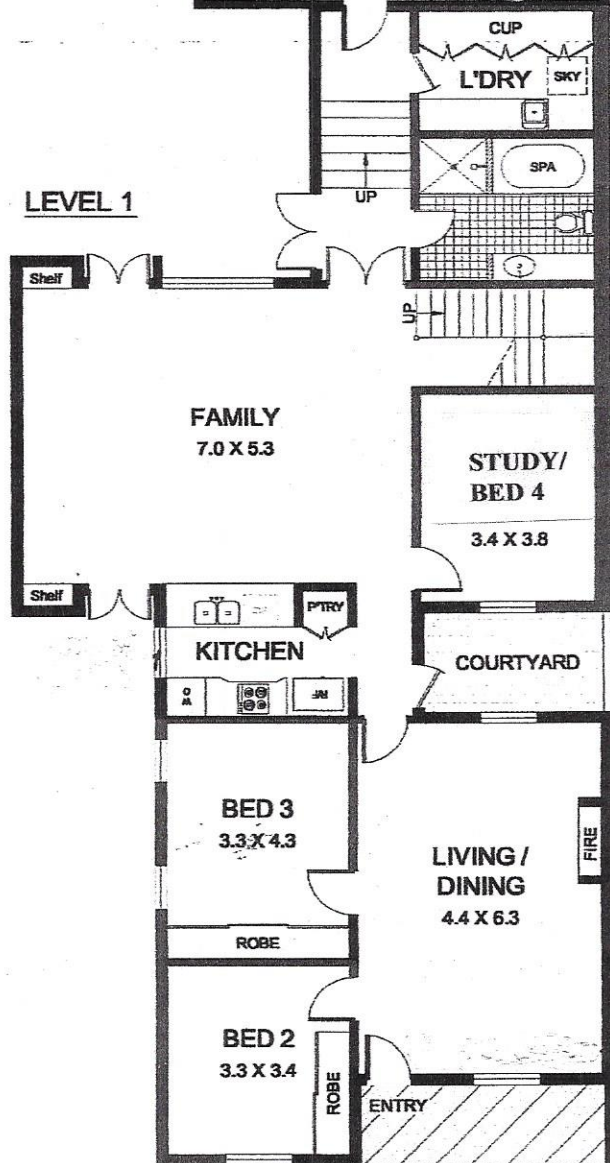 CUP
L'DRY
SKY
SPA
UP
LEVEL 1
Shelf
UP
FAMILY
7.0 X 5.3
STUDY/
BED 4
3.4 X 3.8
Shelf
P'TRY
KITCHEN
COURTYARD
W O
R/F
BED 3
3.3 X 4.3
FIRE
LIVING /
DINING
4.4 X 6.3
ROBE
BED 2
3.3 X 3.4
ROBE
ENTRY